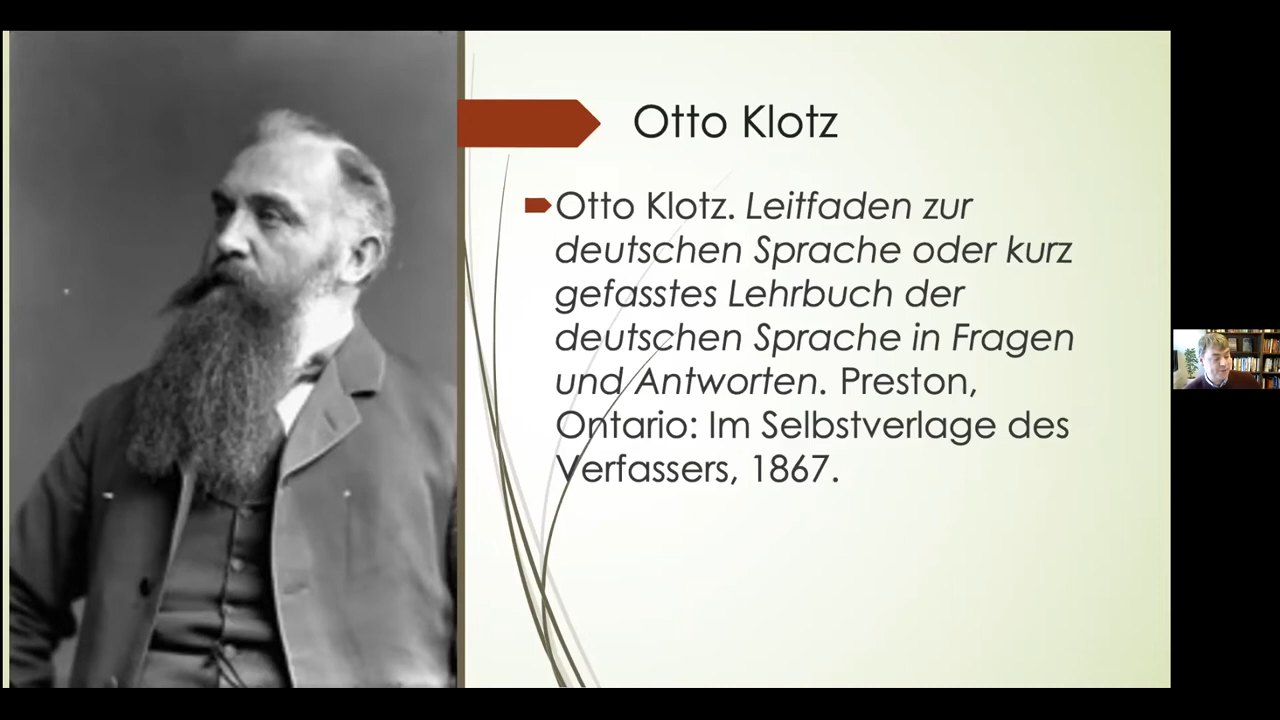 Otto Klotz
Otto Klotz. Leitfaden zur
deutschen Sprache oder kurz
gefasstes Lehrbuch der
deutschen Sprache in Fragen
und Antworten. Preston,
Ontario: Im Selbstverlage des
Verfassers, 1867.